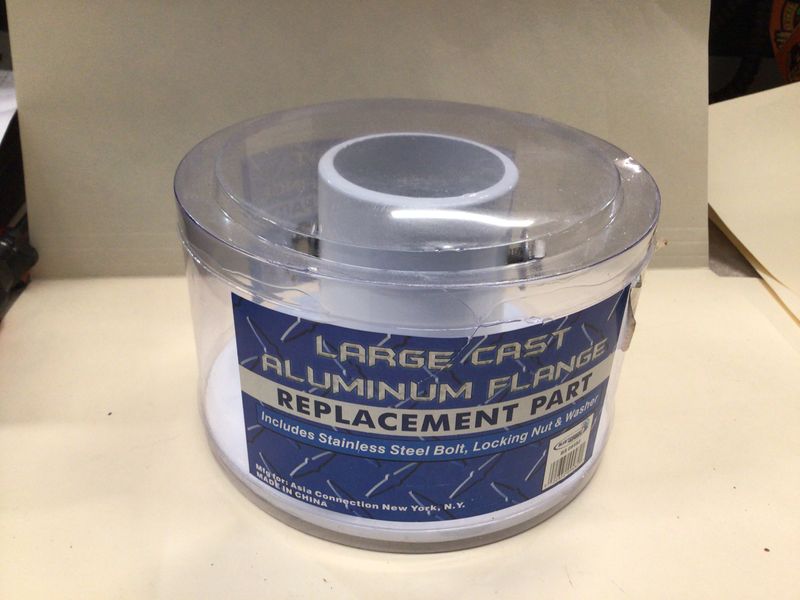 LARGE CAST
ALUMINUM FLANGE
REPLACEMENT PART
Includes Stainless Steel Bolt, Locking Nut & Washer
Mfg for: Asia Connection New York, N.Y.
MADE IN CHINA